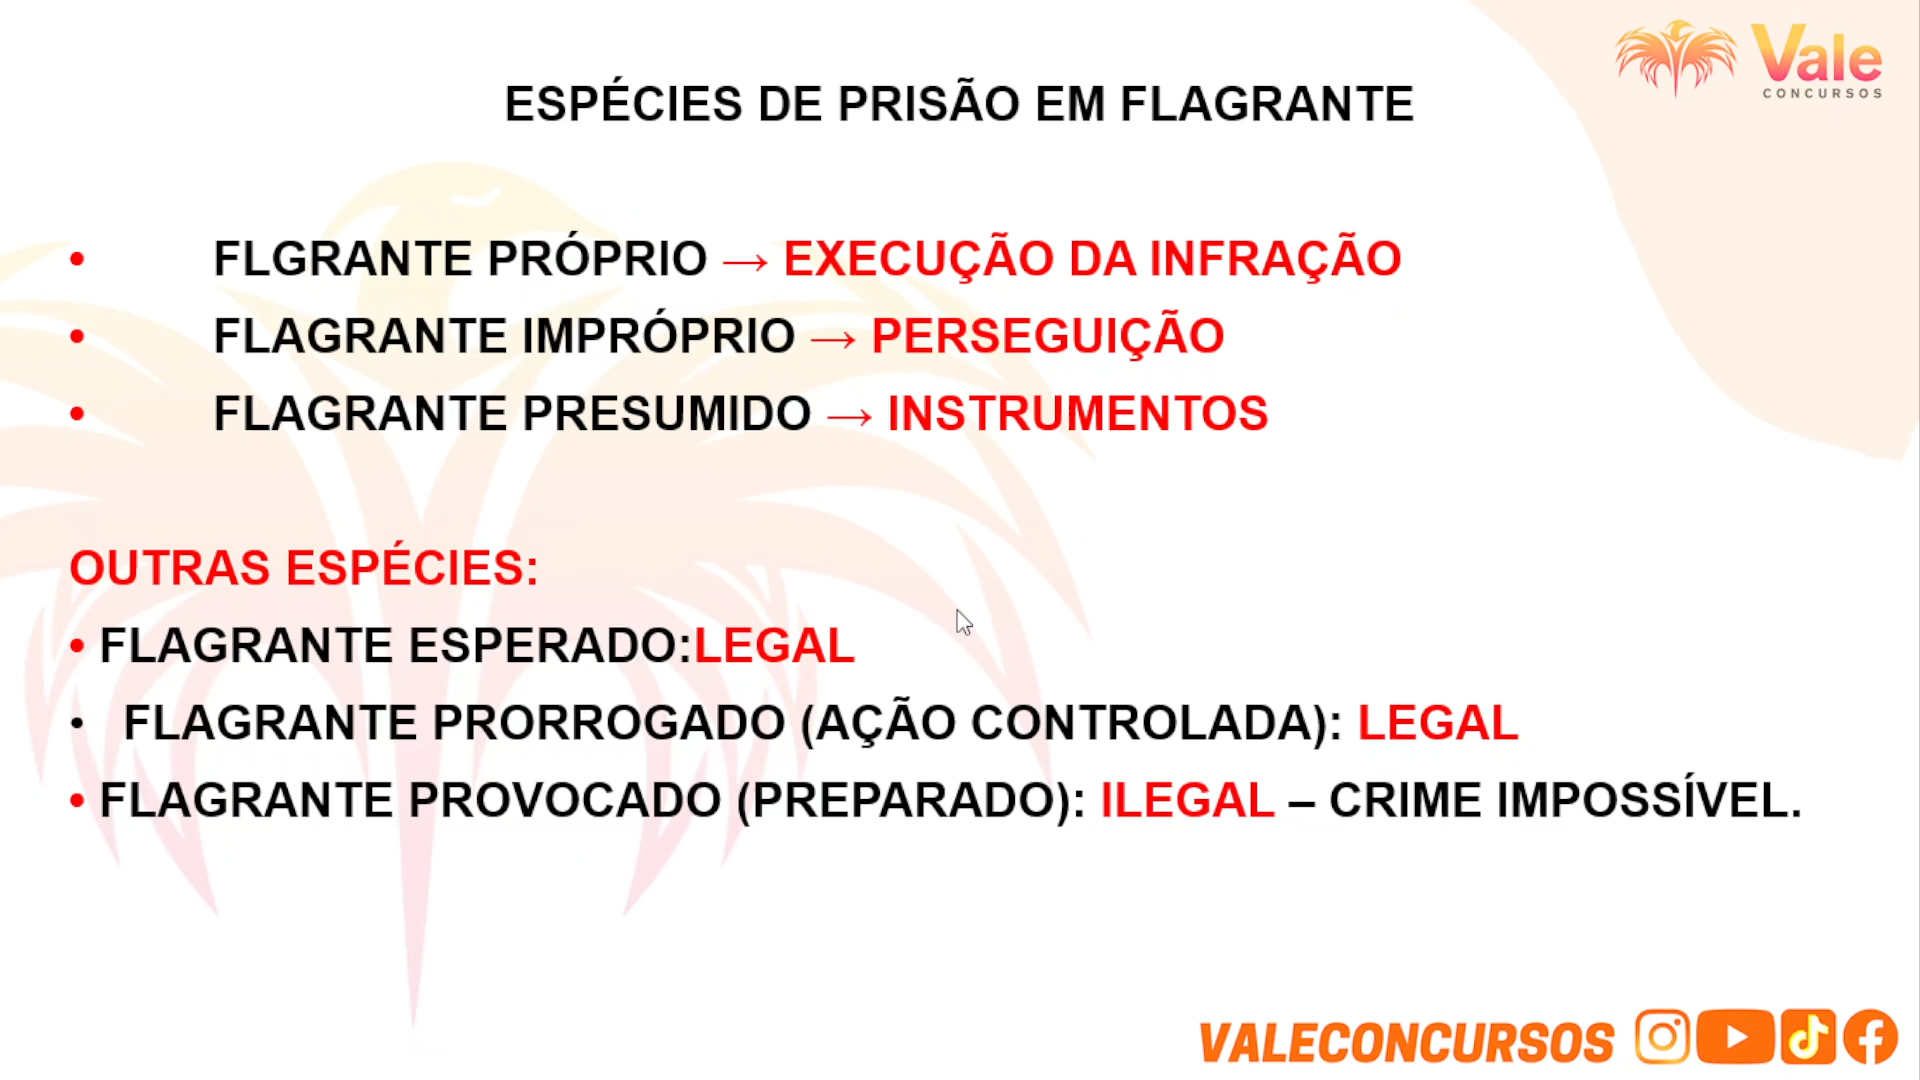 Vale
CONCURSOS
ESPÉCIES DE PRISÃO EM FLAGRANTE
• FLGRANTE PRÓPRIO → EXECUÇÃO DA INFRAÇÃO
• FLAGRANTE IMPRÓPRIO → PERSEGUIÇÃO
• FLAGRANTE PRESUMIDO → INSTRUMENTOS
OUTRAS ESPÉCIES:
• FLAGRANTE ESPERADO:LEGAL
• FLAGRANTE PRORROGADO (AÇÃO CONTROLADA): LEGAL
• FLAGRANTE PROVOCADO (PREPARADO): ILEGAL – CRIME IMPOSSÍVEL.
VALECONCURSOS